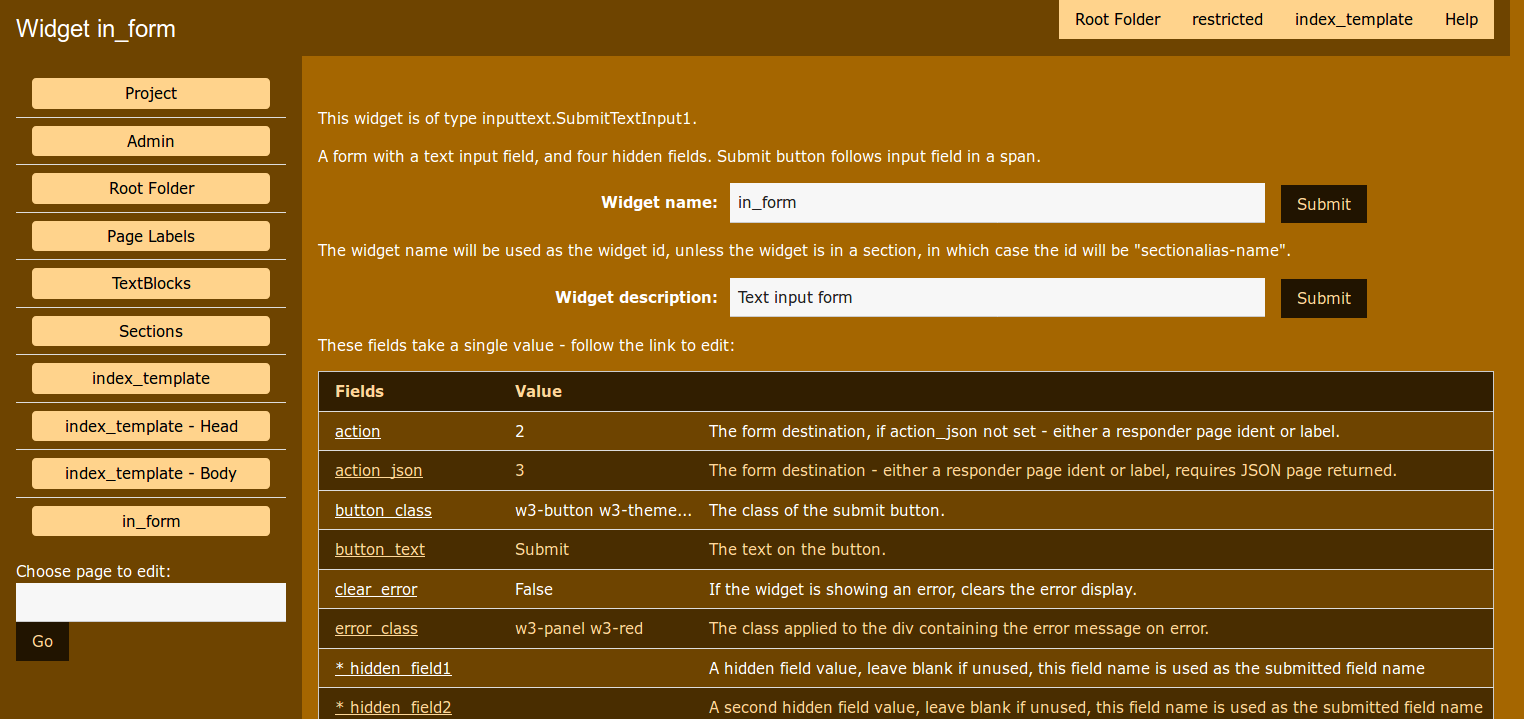 Widget in_form
Root Folder restricted index_template Help
Project
Admin
Root Folder
Page Labels
TextBlocks
Sections
index_template
index_template - Head
index_template - Body
in_form
Choose page to edit:
Go
This widget is of type inputtext.SubmitTextInput1.
A form with a text input field, and four hidden fields. Submit button follows input field in a span.
Widget name: in_form Submit
The widget name will be used as the widget id, unless the widget is in a section, in which case the id will be "sectionalias-name".
Widget description: Text input form Submit
These fields take a single value - follow the link to edit:
Fields Value
action 2 The form destination, if action_json not set - either a responder page ident or label.
action_json 3 The form destination - either a responder page ident or label, requires JSON page returned.
button_class w3-button w3-theme... The class of the submit button.
button_text Submit The text on the button.
clear_error False If the widget is showing an error, clears the error display.
error_class w3-panel w3-red The class applied to the div containing the error message on error.
* hidden_field1 A hidden field value, leave blank if unused, this field name is used as the submitted field name
* hidden_field2 A second hidden field value, leave blank if unused, this field name is used as the submitted field name